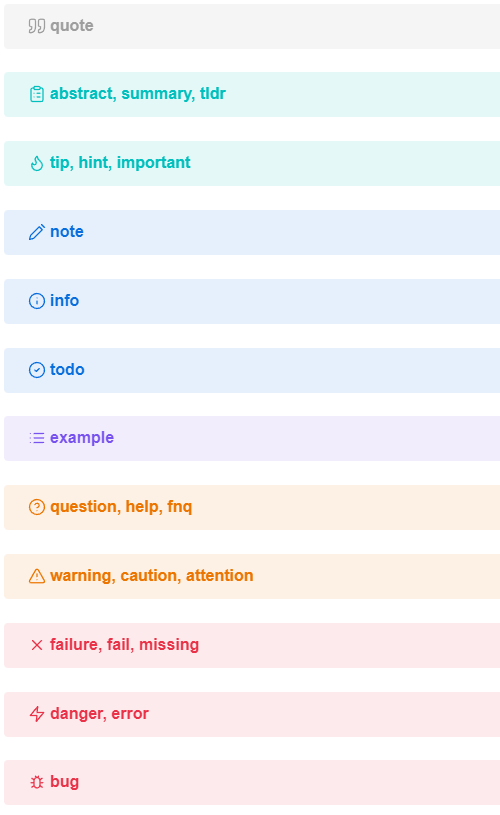 quote
abstract, summary, tldr
tip, hint, important
note
info
todo
example
question, help, fnq
warning, caution, attention
failure, fail, missing
danger, error
bug